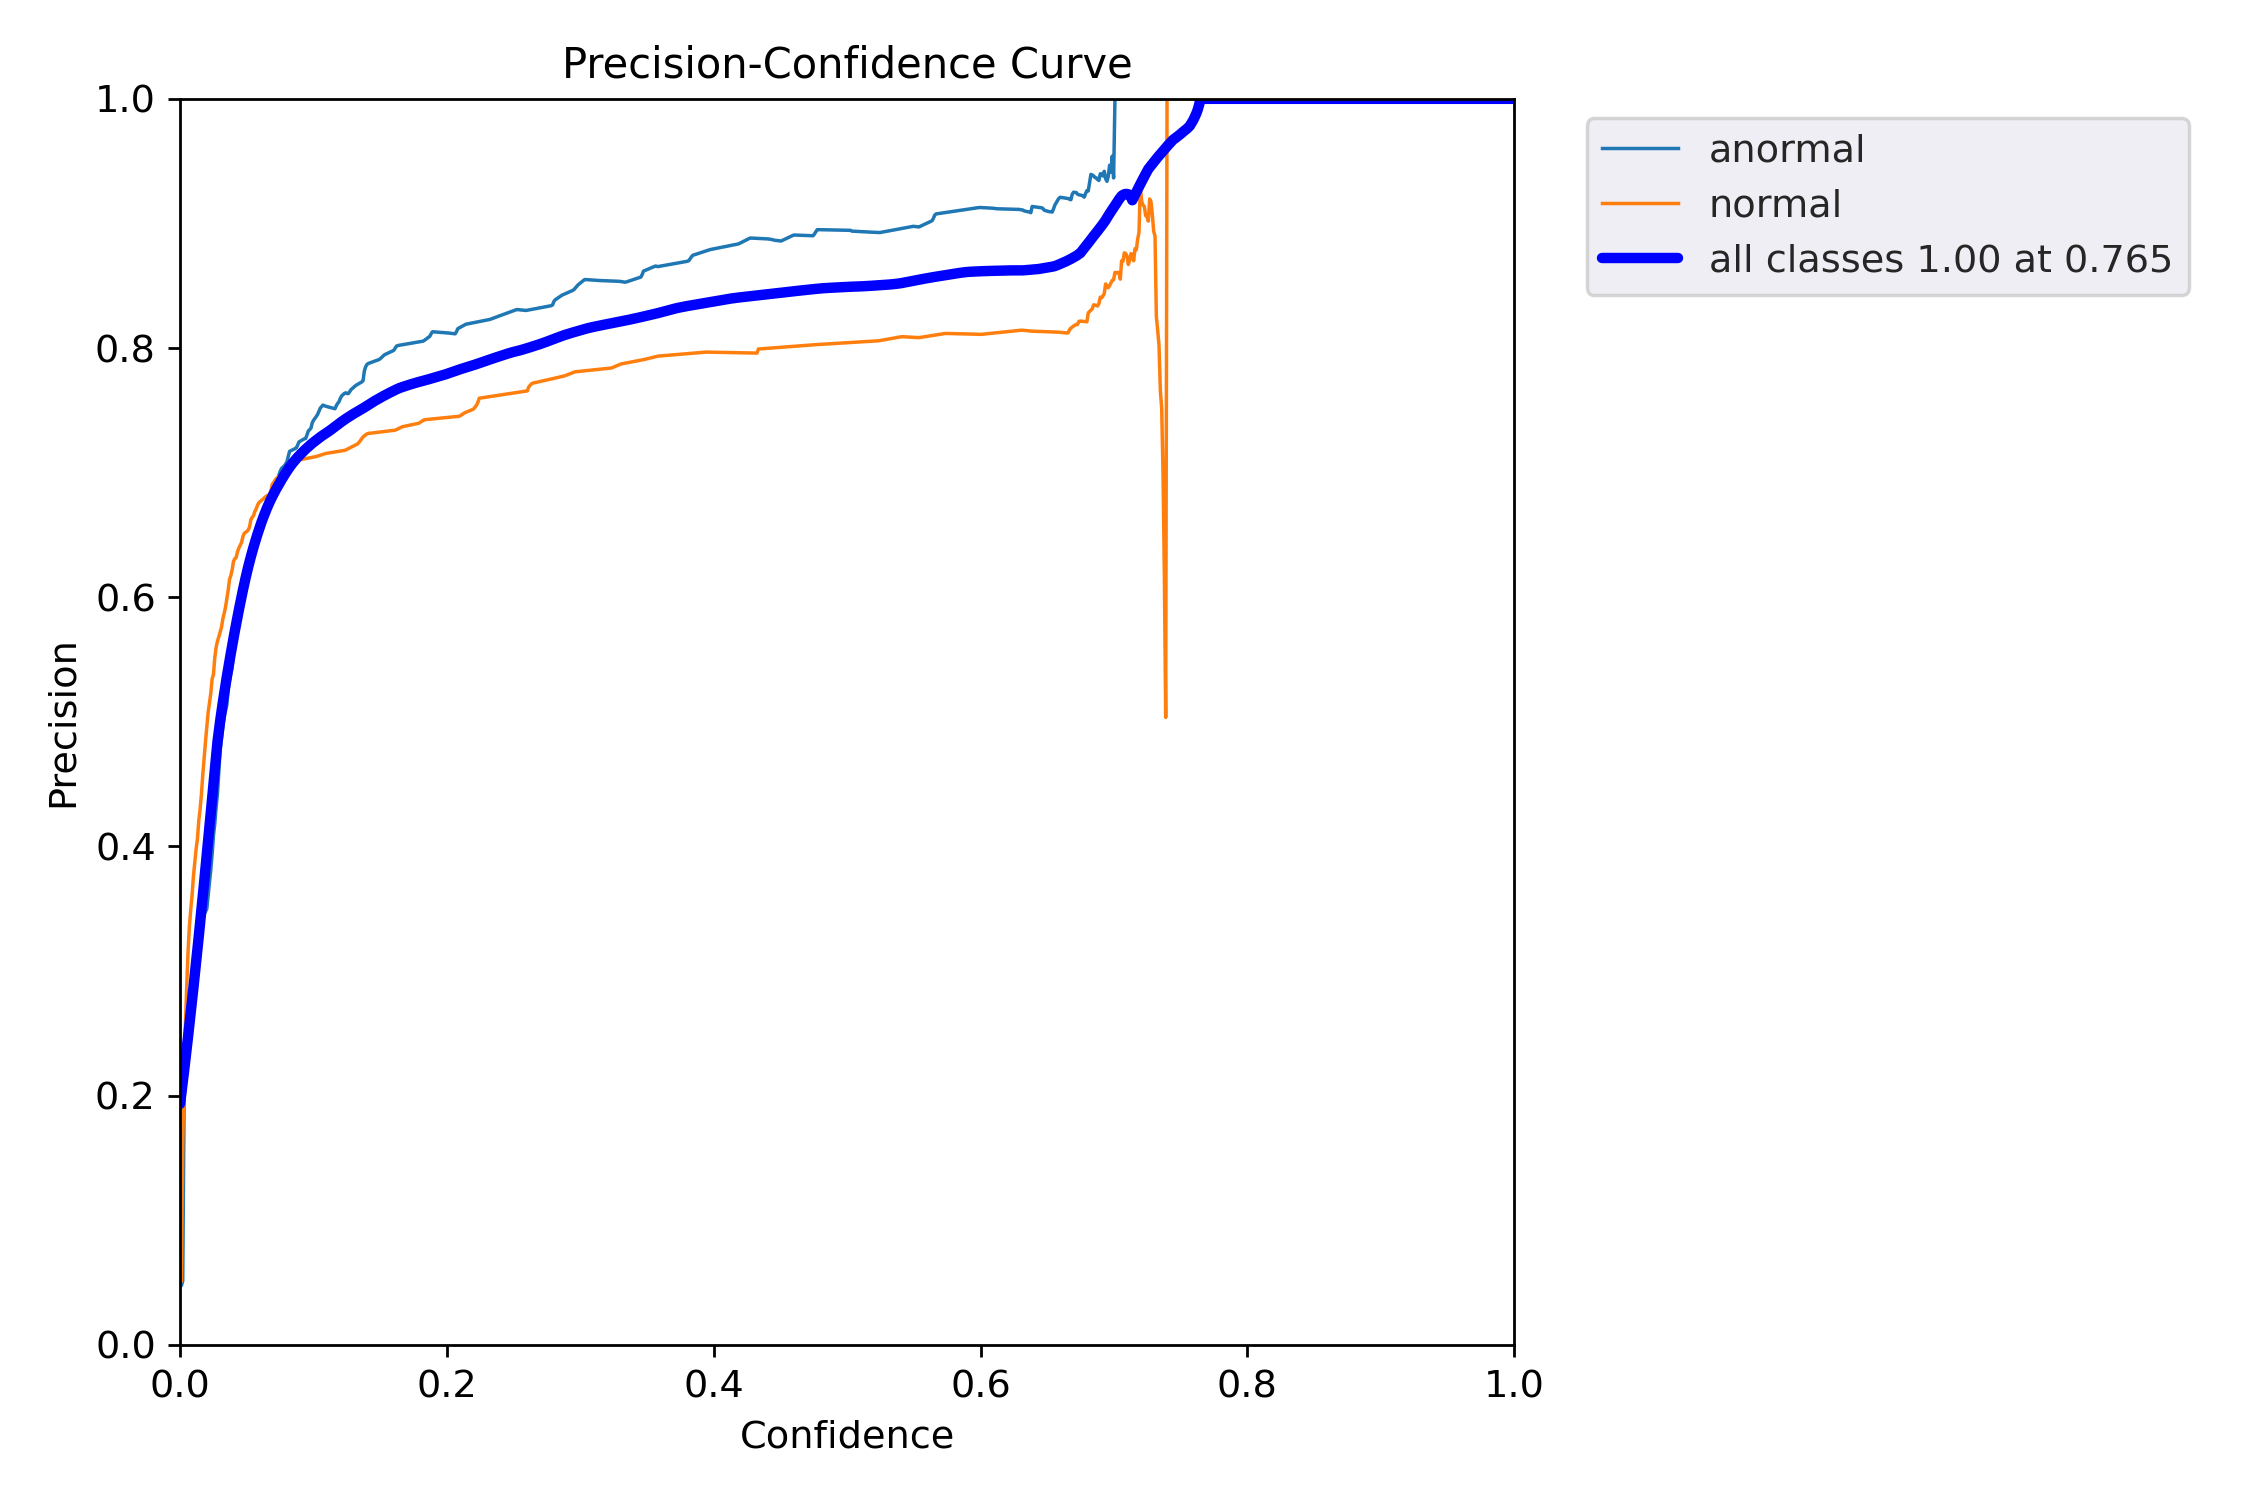 Precision-Confidence Curve
1.0
0.8
0.6
0.4
0.2
0.0
Precision
0.0 0.2 0.4 0.6 0.8 1.0
Confidence
anormal
normal
all classes 1.00 at 0.765